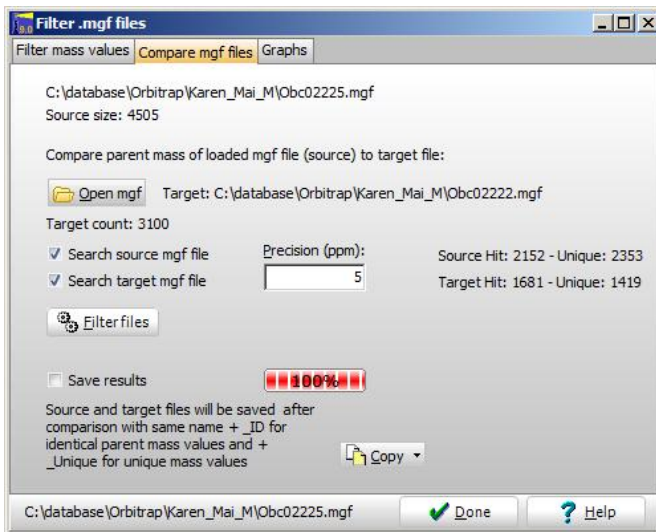 9.0 Filter .mgf files
Filter mass values Compare mgf files Graphs
C:\database\Orbitrap\Karen_Mai_M\Obc02225.mgf
Source size: 4505
Compare parent mass of loaded mgf file (source) to target file:
Open mgf Target: C:\database\Orbitrap\Karen_Mai_M\Obc02222.mgf
Target count: 3100
Search source mgf file Precision (ppm): Source Hit: 2152 - Unique: 2353
Search target mgf file 5 Target Hit: 1681 - Unique: 1419
Filter files
Save results 100%
Source and target files will be saved after
comparison with same name + _ID for
identical parent mass values and +
_Unique for unique mass values
Copy
C:\database\Orbitrap\Karen_Mai_M\Obc02225.mgf Done Help